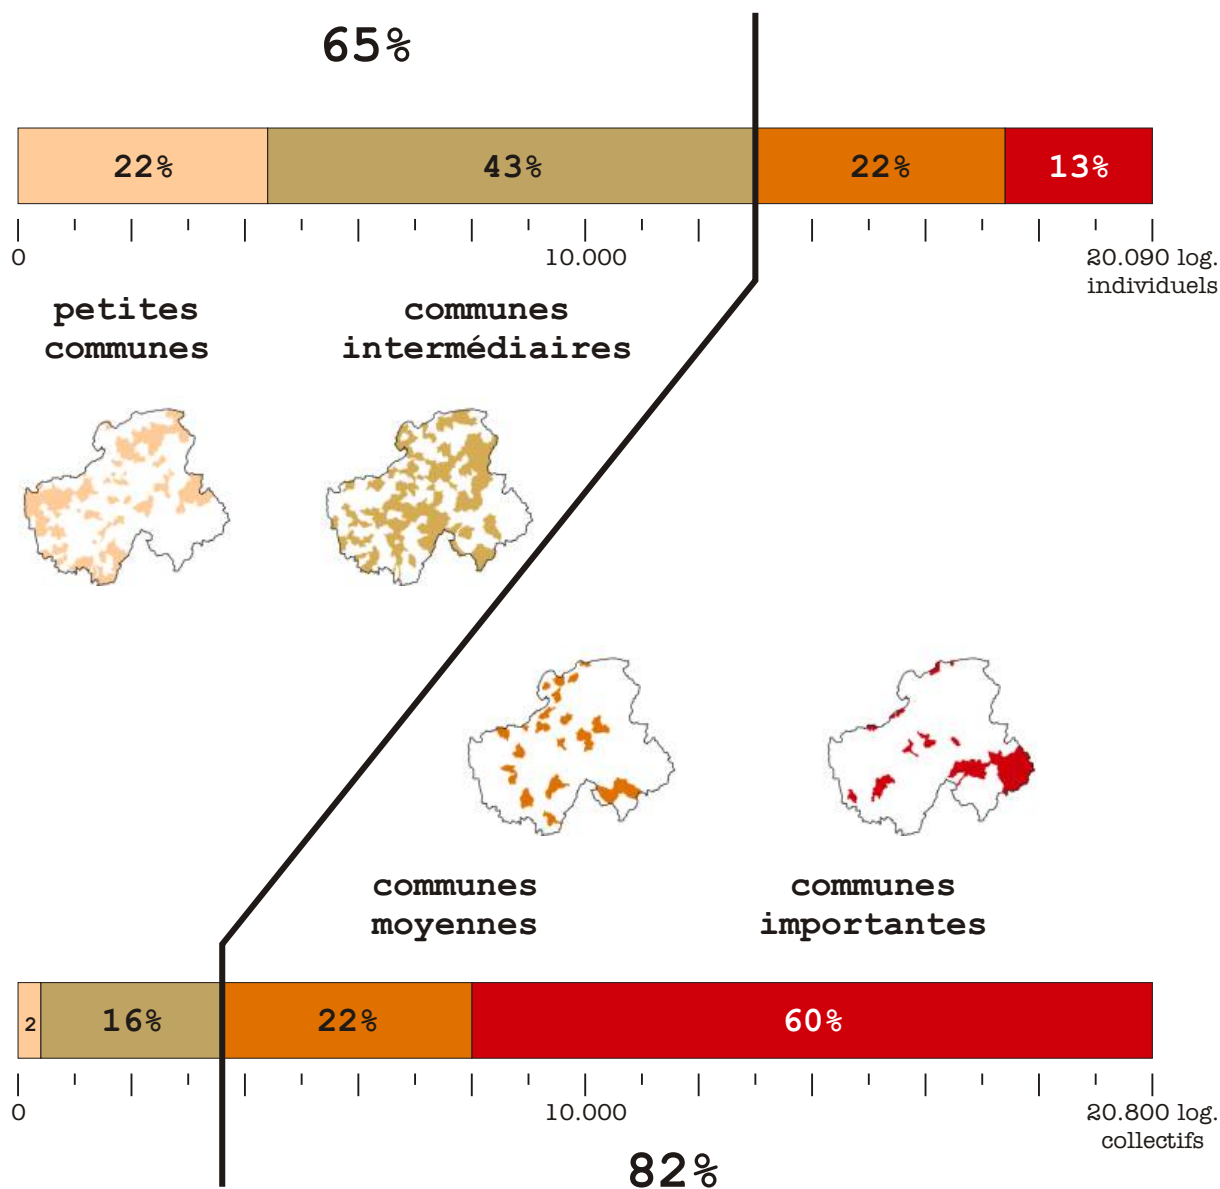 65%
22% 43% 22% 13%
0 10.000 20.090 log.
individuels
petites communes
communes intermédiaires
communes moyennes
communes importantes
2 16% 22% 60%
0 10.000 20.800 log.
collectifs
82%